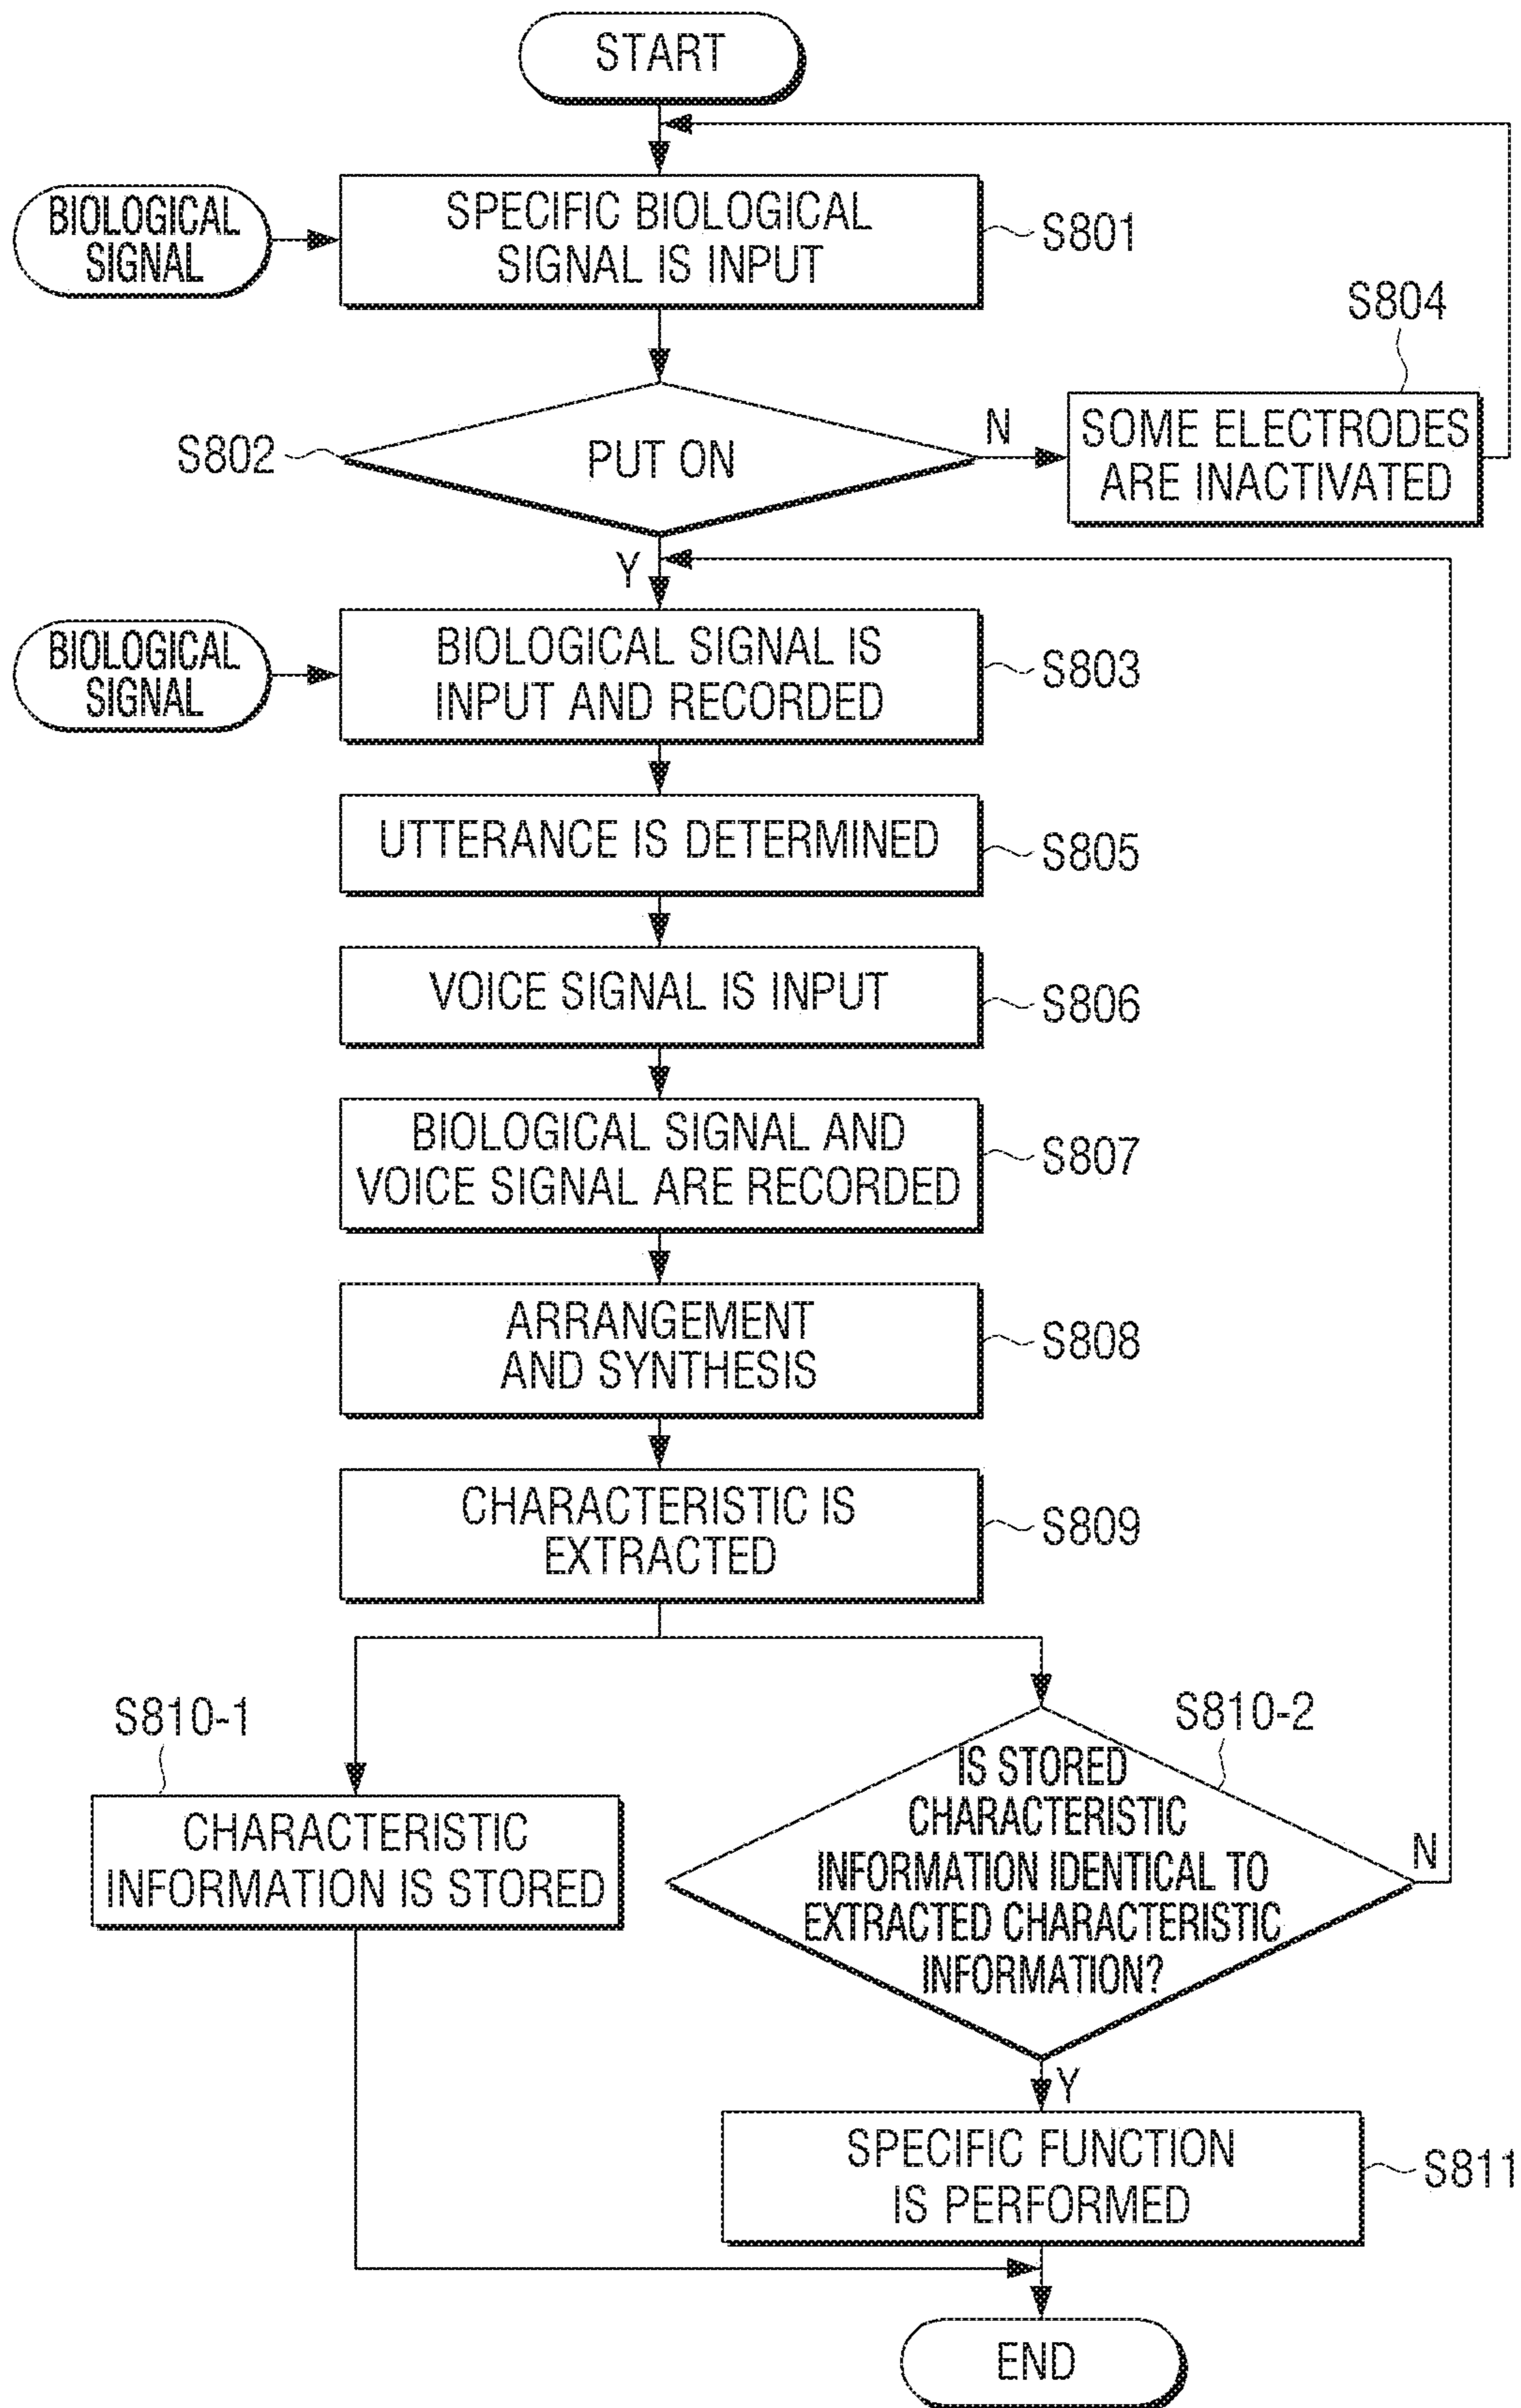 START
BIOLOGICAL
SIGNAL
SPECIFIC BIOLOGICAL
SIGNAL IS INPUT
S801
S804
S802
PUT ON
N
SOME ELECTRODES
ARE INACTIVATED
Y
BIOLOGICAL
SIGNAL
BIOLOGICAL SIGNAL IS
INPUT AND RECORDED
S803
UTTERANCE IS DETERMINED
S805
VOICE SIGNAL IS INPUT
S806
BIOLOGICAL SIGNAL AND
VOICE SIGNAL ARE RECORDED
S807
ARRANGEMENT
AND SYNTHESIS
S808
CHARACTERISTIC IS
EXTRACTED
S809
S810-1
CHARACTERISTIC
INFORMATION IS STORED
S810-2
IS STORED
CHARACTERISTIC
INFORMATION IDENTICAL TO
EXTRACTED CHARACTERISTIC
INFORMATION?
N
Y
SPECIFIC FUNCTION
IS PERFORMED
S811
END